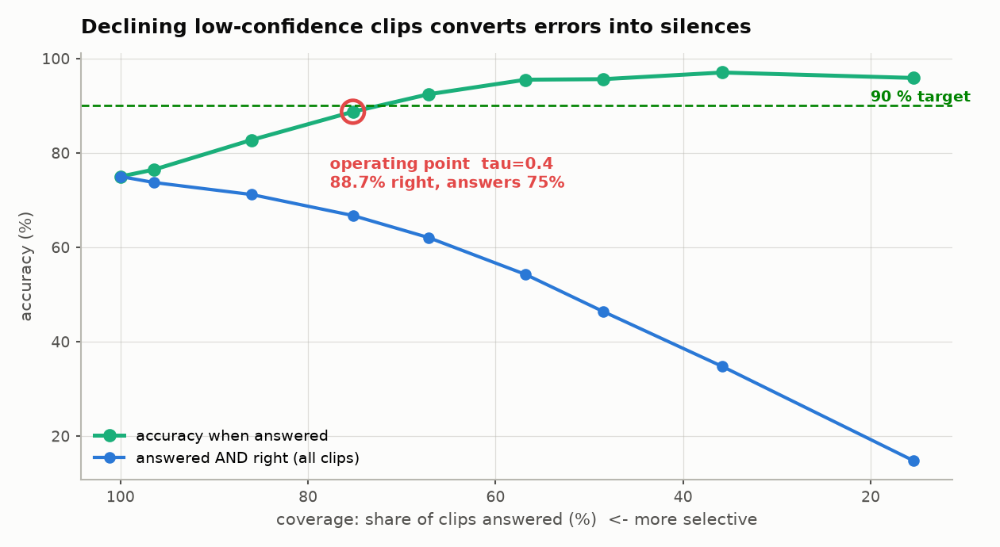 Declining low-confidence clips converts errors into silences
100
80
60
40
20
accuracy (%)
90 % target
operating point  tau=0.4
88.7% right, answers 75%
accuracy when answered
answered AND right (all clips)
100
80
60
40
20
coverage: share of clips answered (%)  <- more selective